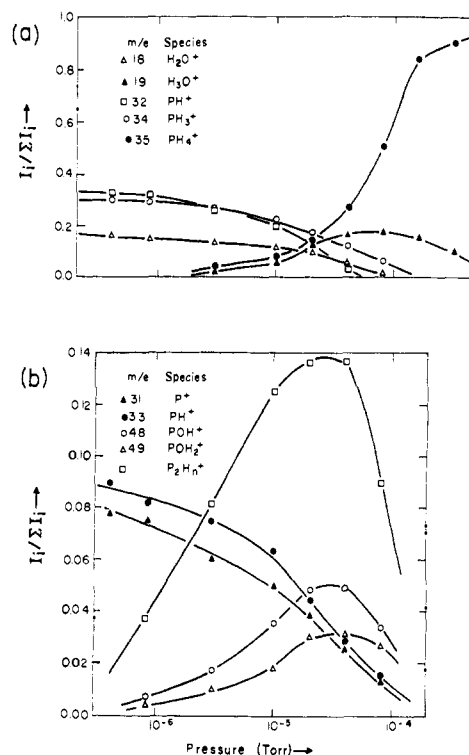 (a)
m/e Species
△ 18 H₂O⁺
▲ 19 H₃O⁺
□ 32 PH⁺
○ 34 PH₃⁺
● 35 PH₄⁺
1.0
0.8
0.6
0.4
0.2
0.0
Iᵢ/ΣIᵢ→
(b)
m/e Species
▲ 31 P⁺
● 33 PH⁺
○ 48 POH⁺
△ 49 POH₂⁺
□ P₂Hₙ⁺
0.14
0.12
0.10
0.08
0.06
0.04
0.02
0.00
Iᵢ/ΣIᵢ→
10⁻⁶ 10⁻⁵ 10⁻⁴
Pressure (Torr)→